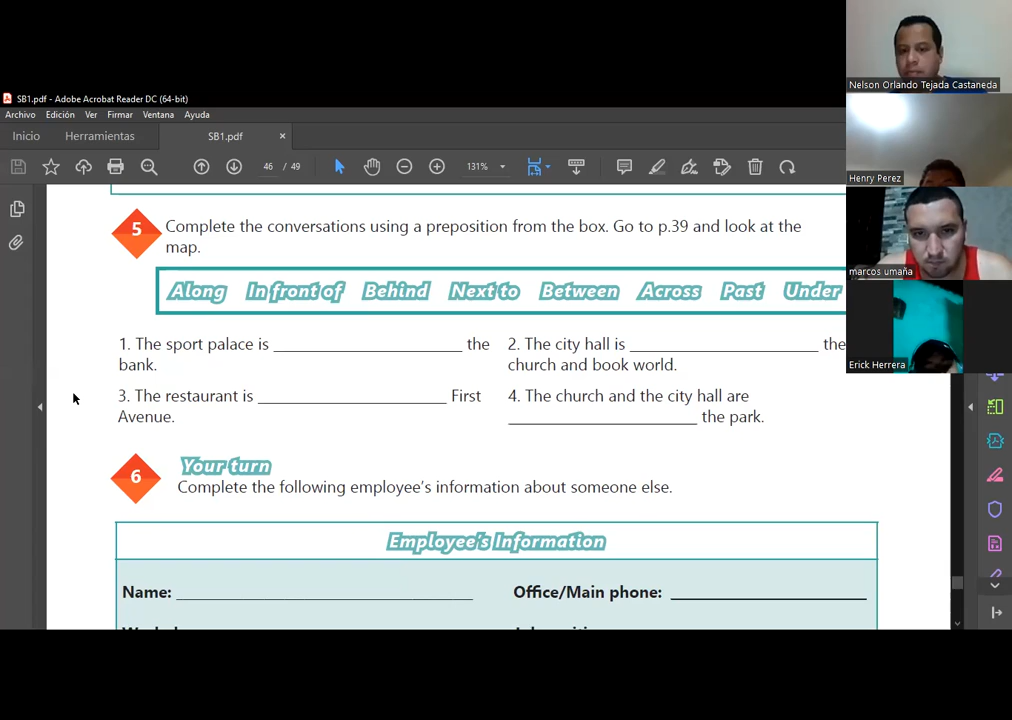 SB1.pdf - Adobe Acrobat Reader DC (64-bit)
Archivo Edición Ver Firmar Ventana Ayuda
Inicio Herramientas SB1.pdf ×
46 / 49 131%
5 Complete the conversations using a preposition from the box. Go to p.39 and look at the
map.
Along In front of Behind Next to Between Across Past Under
1. The sport palace is ____________________ the
bank.
2. The city hall is ____________________ the
church and book world.
3. The restaurant is ____________________ First
Avenue.
4. The church and the city hall are
____________________ the park.
6 Your turn
Complete the following employee's information about someone else.
Employee's Information
Name: ________________________________
Office/Main phone: _____________________
Nelson Orlando Tejada Castaneda
Henry Perez
marcos umaña
Erick Herrera